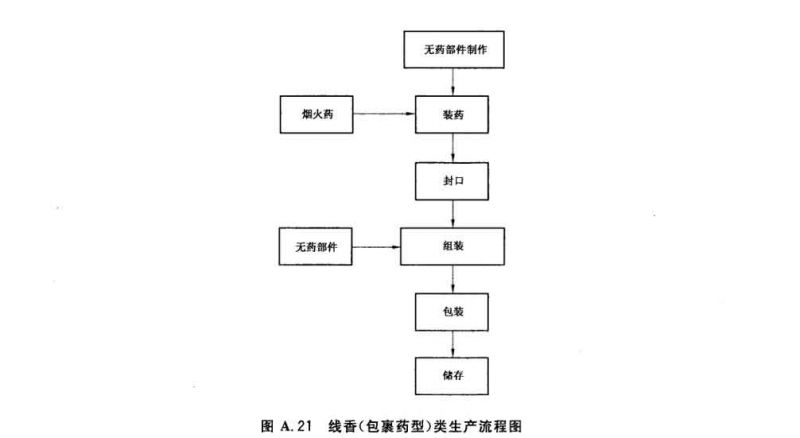 无药部件制作
烟火药
装药
封口
无药部件
组装
包装
储存
图 A.21 线香(包裹药型)类生产流程图